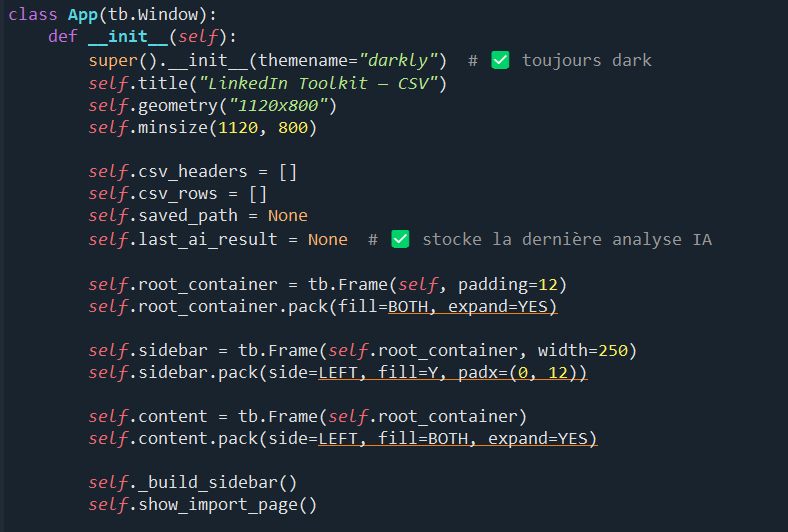 class App(tb.Window):
    def __init__(self):
        super().__init__(themename="darkly")  # ✅ toujours dark
        self.title("LinkedIn Toolkit — CSV")
        self.geometry("1120x800")
        self.minsize(1120, 800)

        self.csv_headers = []
        self.csv_rows = []
        self.saved_path = None
        self.last_ai_result = None  # ✅ stocke la dernière analyse IA

        self.root_container = tb.Frame(self, padding=12)
        self.root_container.pack(fill=BOTH, expand=YES)

        self.sidebar = tb.Frame(self.root_container, width=250)
        self.sidebar.pack(side=LEFT, fill=Y, padx=(0, 12))

        self.content = tb.Frame(self.root_container)
        self.content.pack(side=LEFT, fill=BOTH, expand=YES)

        self._build_sidebar()
        self.show_import_page()